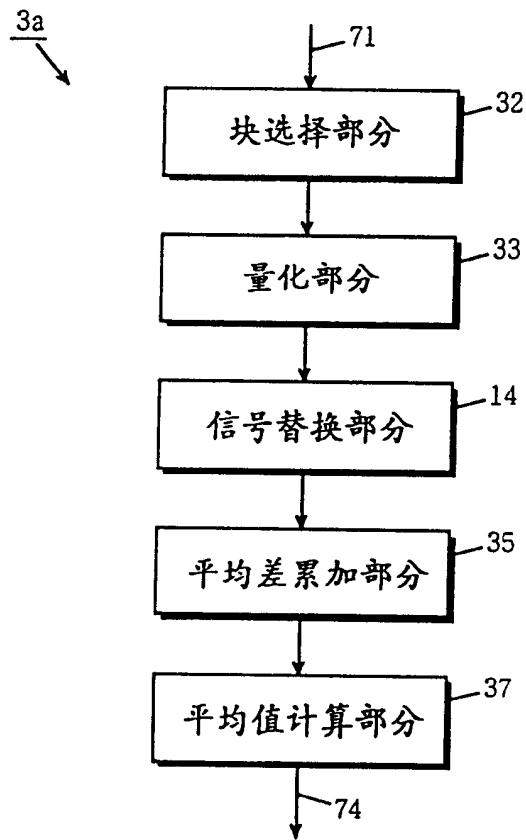 3a
71
32
块选择部分
33
量化部分
14
信号替换部分
35
平均差累加部分
37
平均值计算部分
74